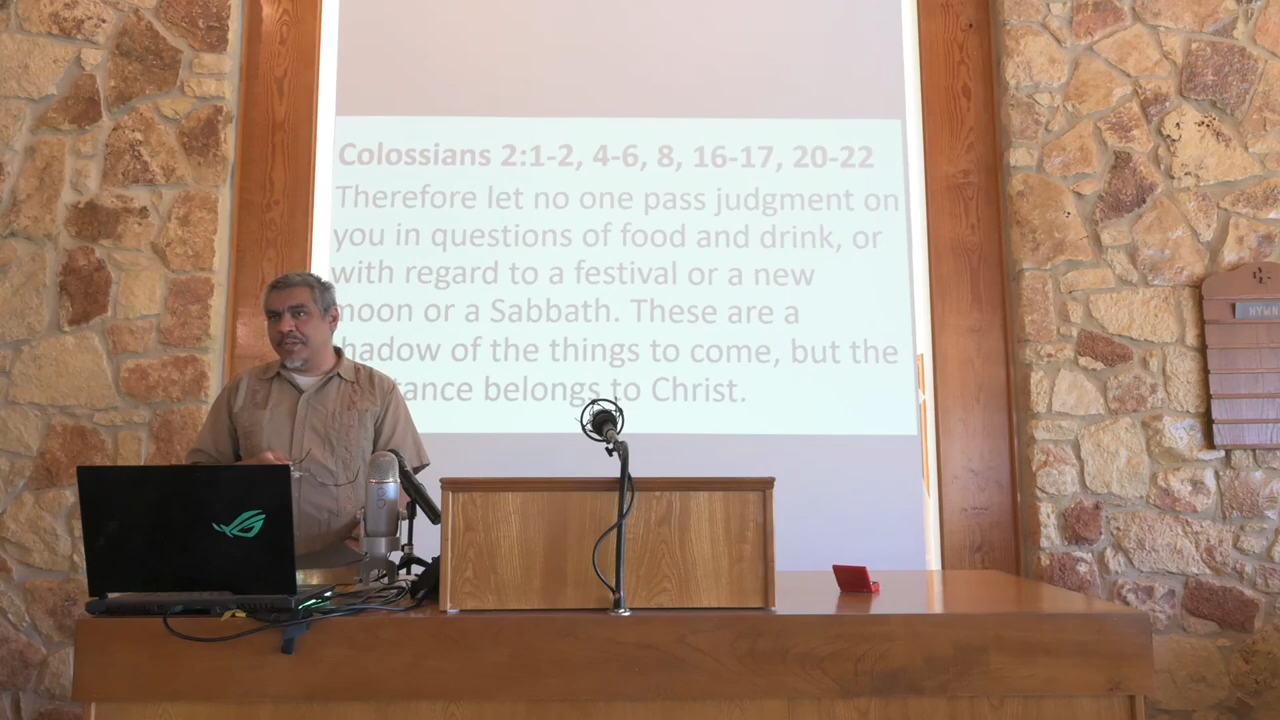 Colossians 2:1-2, 4-6, 8, 16-17, 20-22
Therefore let no one pass judgment on
you in questions of food and drink, or
with regard to a festival or a new
moon or a Sabbath. These are a
hadow of the things to come, but the
tance belongs to Christ.
HYMN